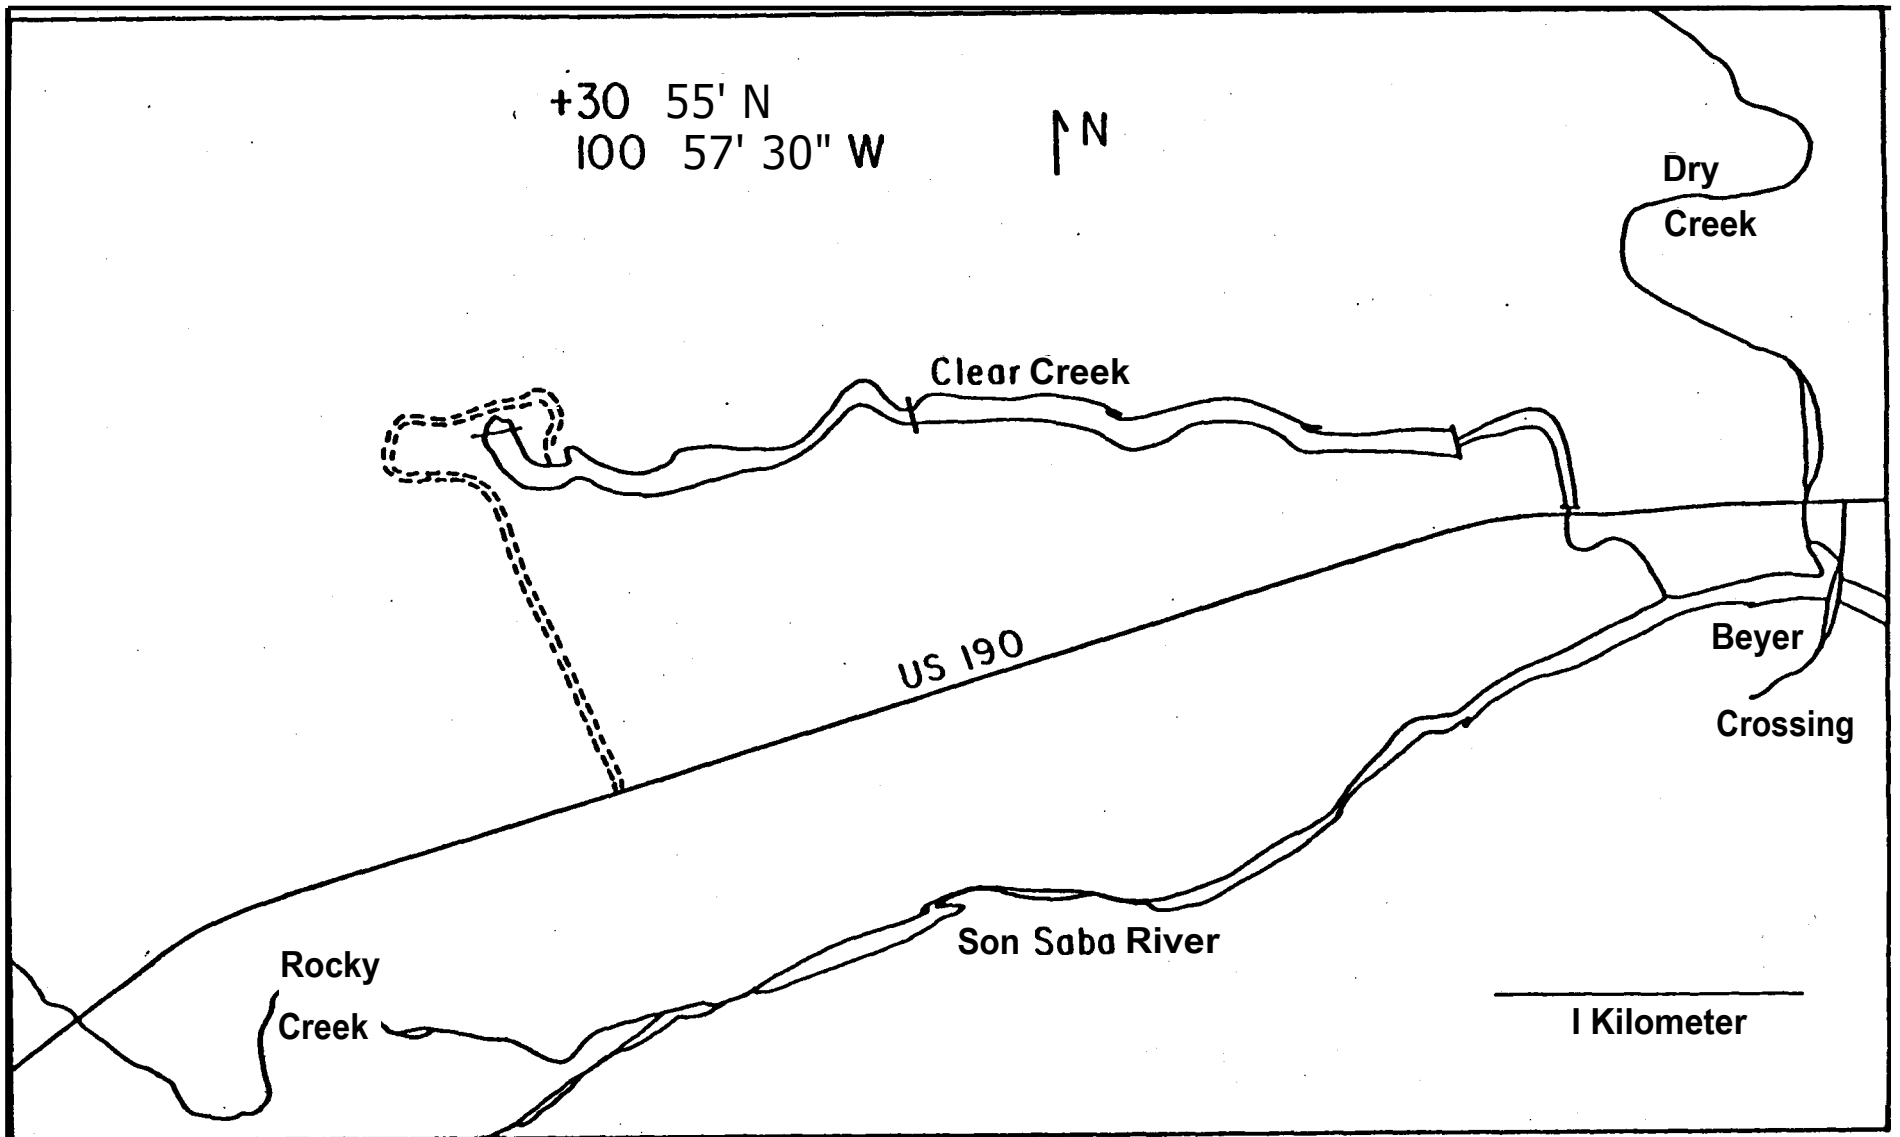 +30 55' N
100 57' 30" W
N
Dry
Creek
Clear Creek
US 190
Beyer
Crossing
Son Saba River
Rocky
Creek
I Kilometer